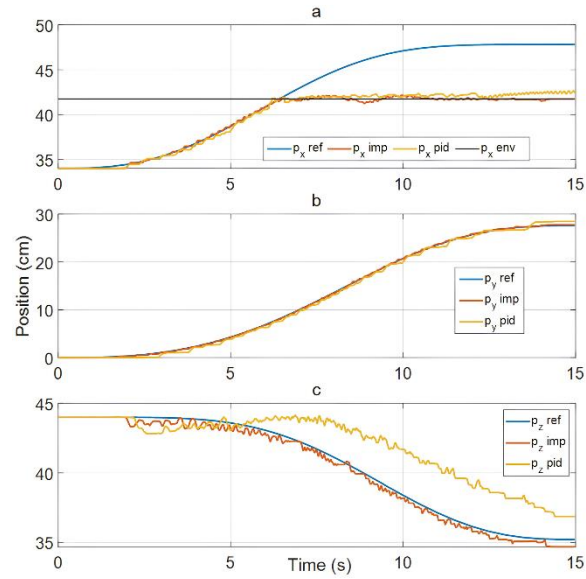 a
50
45
40
35
p_x ref p_x imp p_x pid p_x env
0 5 10 15
b
30
20
10
0
p_y ref
p_y imp
p_y pid
Position (cm)
0 5 10 15
c
45
40
35
p_z ref
p_z imp
p_z pid
0 5 10 15
Time (s)